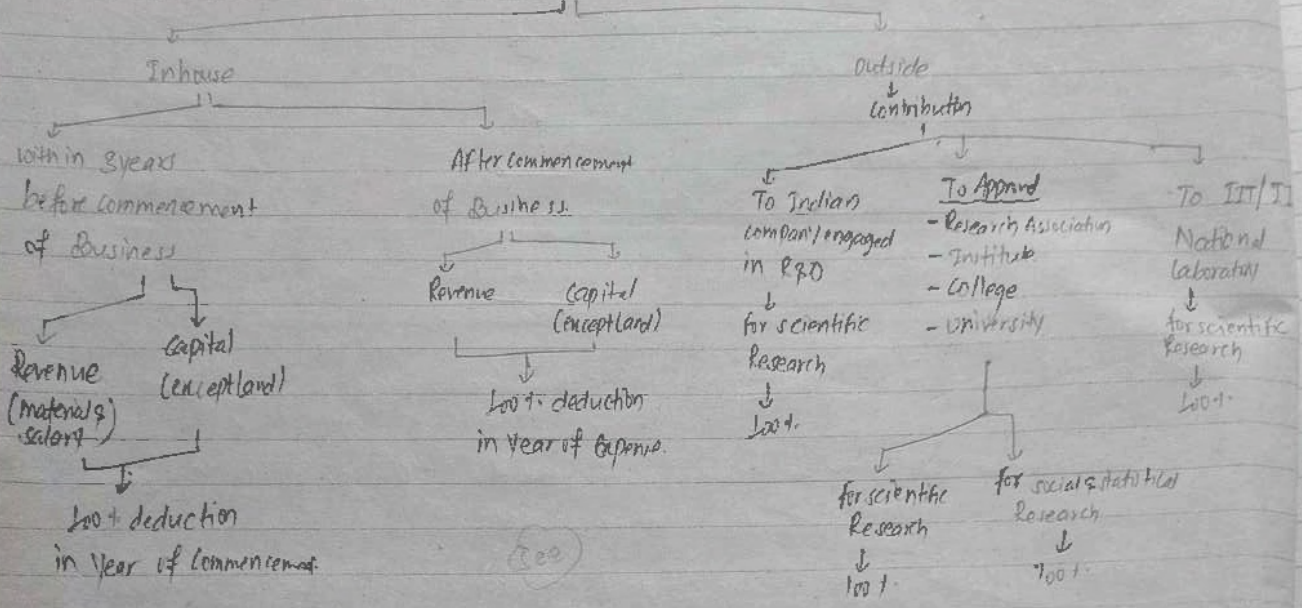 Inhouse
within 3years
before commencement
of Business
Revenue
(material &
salary)
Capital
(except land)
100% deduction
in Year of Commencement.
After commencement
of Business.
Revenue
Capital
(except land)
100% deduction
in Year of Expense.
Outside
Contribution
To Indian
company engaged
in R&D
for scientific
Research
100%.
To Approved
- Research Association
- Institute
- College
- University
for scientific
Research
100%.
for social & statistical
Research
100%.
To IIT/
National
Laboratory
for scientific
Research
100%.